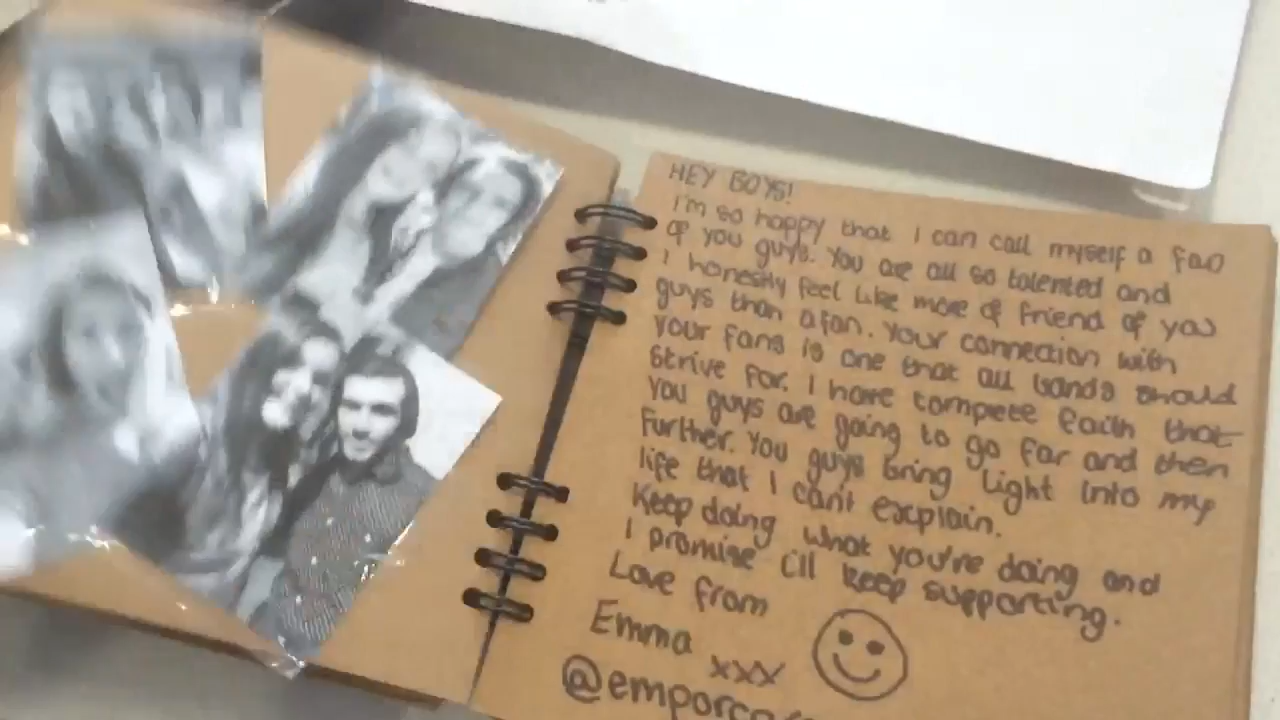 HEY BOYS!
I'm so happy that I can call myself a fan
of you guys. You are all so talented and
I honestly feel like more of friend of you
guys than a fan. Your connection with
your fans is one that all bands should
strive for. I have complete faith that
you guys are going to go far and then
further. You guys bring light into my
life that I can't explain.
Keep doing what you're doing and
I promise i'll keep supporting.
Love from
Emma xxx